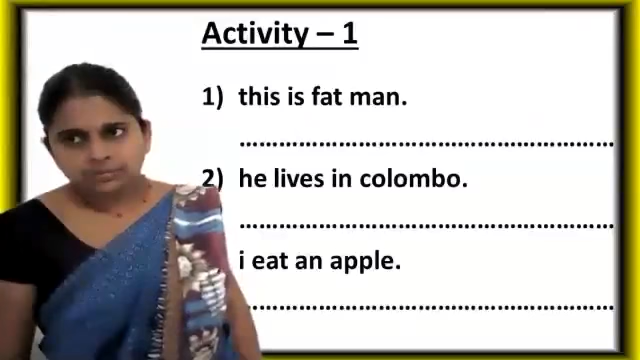 Activity – 1
1) this is fat man.
................................................................
2) he lives in colombo.
................................................................
i eat an apple.
................................................................